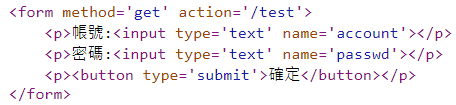 <form method='get' action='/test'>
    <p>帳號:<input type='text' name='account'></p>
    <p>密碼:<input type='text' name='passwd'></p>
    <p><button type='submit'>確定</button></p>
</form>